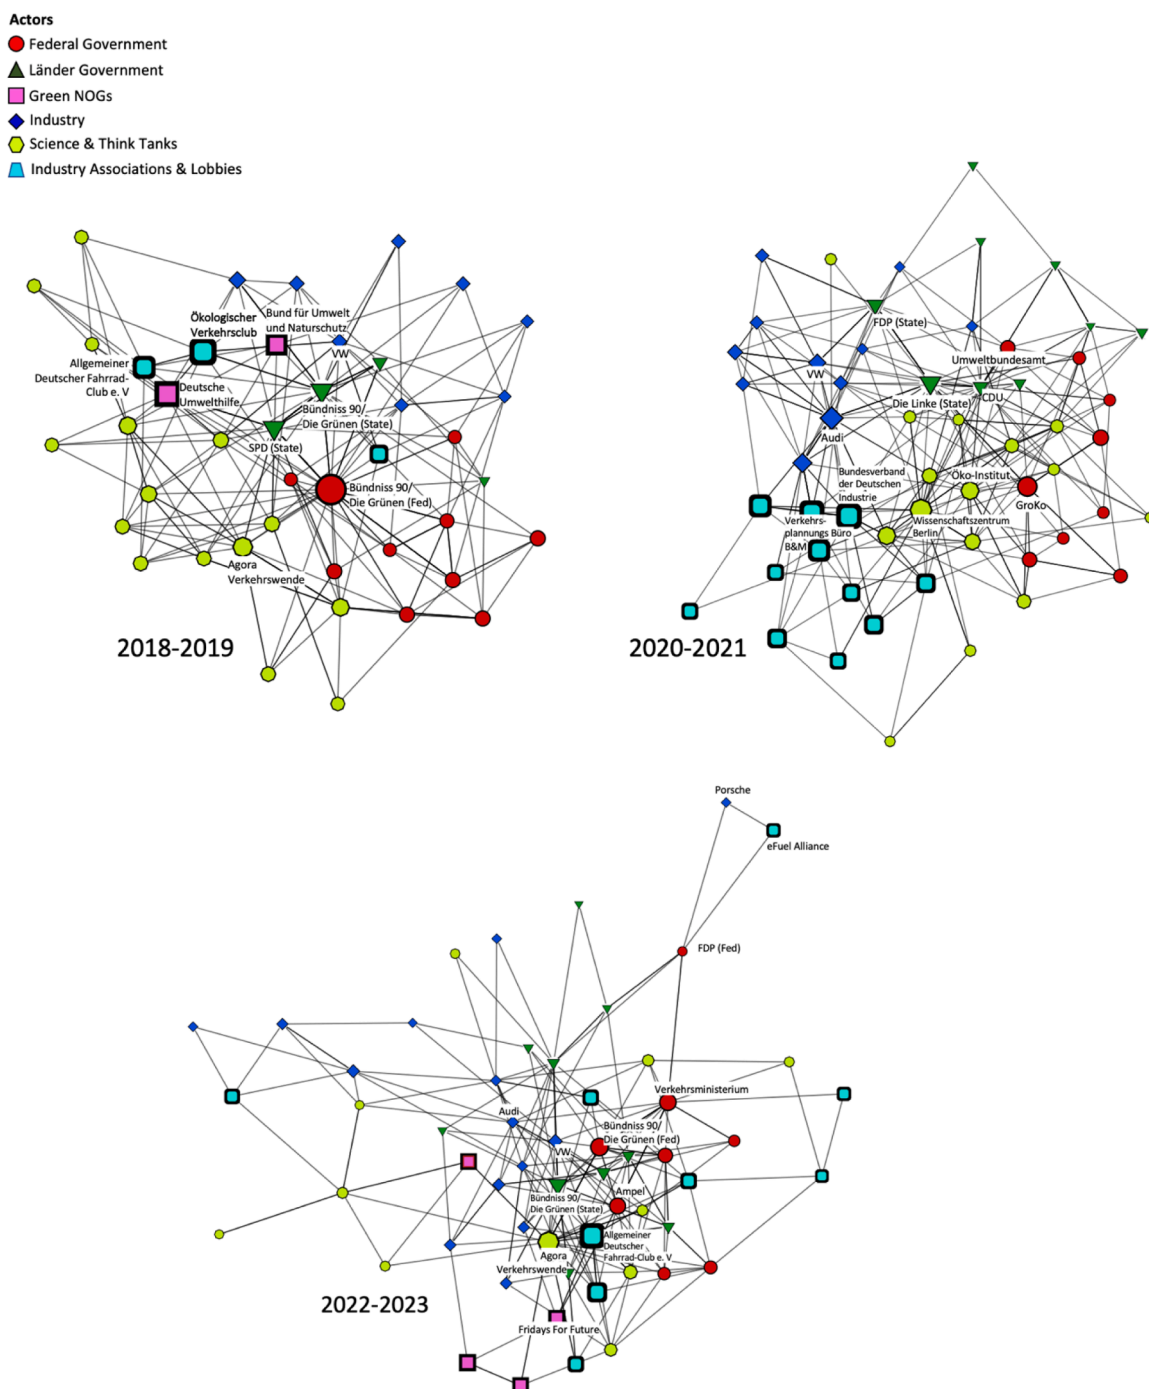 Actors
Federal Government
Länder Government
Green NOGs
Industry
Science & Think Tanks
Industry Associations & Lobbies
Ökologischer
Verkehrsclub
Bund für Umwelt
und Naturschutz
VW
Allgemeiner
Deutscher Fahrrad-
Club e. V
Deutsche
Umwelthilfe
Bündniss 90/
Die Grünen (State)
SPD (State)
Bündniss 90/
Die Grünen (Fed)
Agora
Verkehrswende
2018-2019
FDP (State)
Umweltbundesamt
VW
Die Linke (State)
CDU
Audi
Bundesverband
der Deutschen
Industrie
Öko-Institut
GroKo
Verkehrs-
plannungs Büro
B&M
Wissenschaftszentrum
Berlin
2020-2021
Porsche
eFuel Alliance
FDP (Fed)
Verkehrsministerium
Audi
Bündniss 90/
Die Grünen (Fed)
VW
Ampel
Bündniss 90/
Die Grünen (State)
Allgemeiner
Deutscher
Fahrrad-Club e. V
Agora
Verkehrswende
Fridays For Future
2022-2023